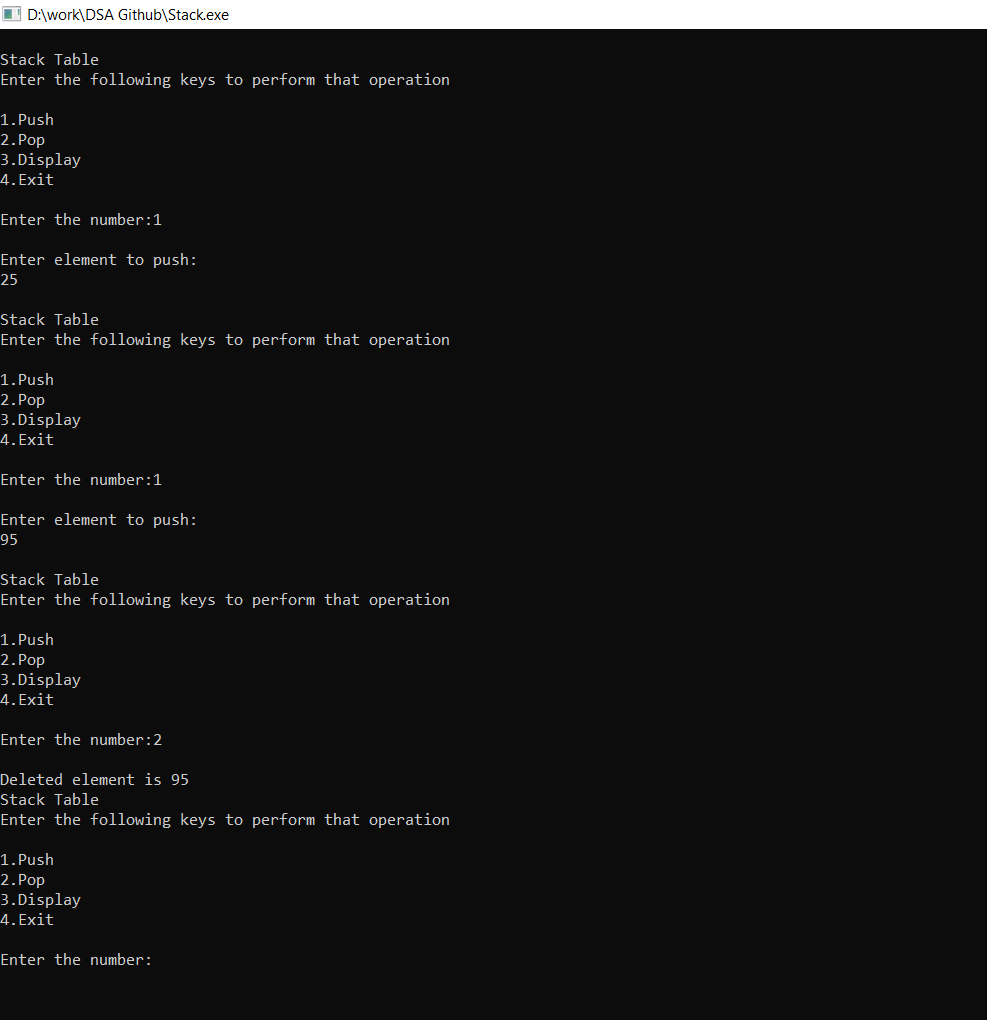 D:\work\DSA Github\Stack.exe
Stack Table
Enter the following keys to perform that operation
1.Push
2.Pop
3.Display
4.Exit
Enter the number:1
Enter element to push:
25
Stack Table
Enter the following keys to perform that operation
1.Push
2.Pop
3.Display
4.Exit
Enter the number:1
Enter element to push:
95
Stack Table
Enter the following keys to perform that operation
1.Push
2.Pop
3.Display
4.Exit
Enter the number:2
Deleted element is 95
Stack Table
Enter the following keys to perform that operation
1.Push
2.Pop
3.Display
4.Exit
Enter the number: